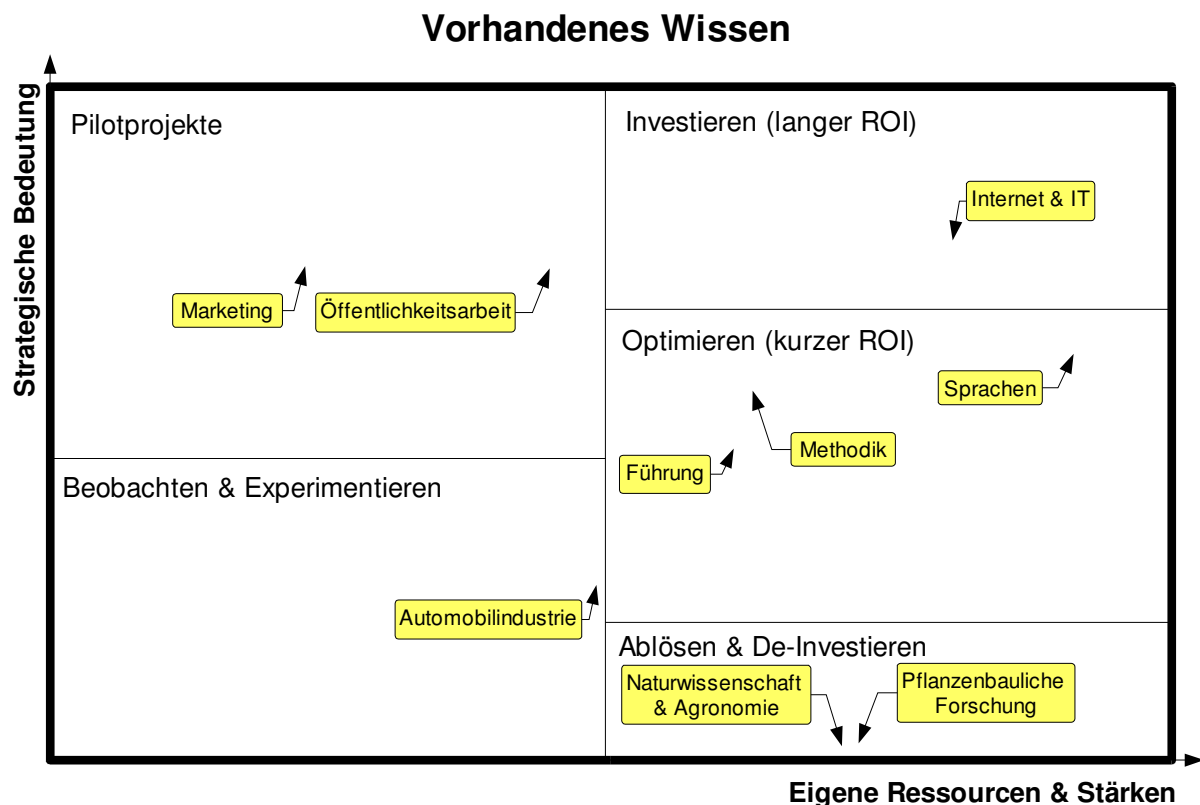 Vorhandenes Wissen
Strategische Bedeutung
Pilotprojekte
Investieren (langer ROI)
Internet & IT
Marketing
Öffentlichkeitsarbeit
Optimieren (kurzer ROI)
Sprachen
Methodik
Führung
Beobachten & Experimentieren
Automobilindustrie
Ablösen & De-Investieren
Naturwissenschaft
& Agronomie
Pflanzenbauliche
Forschung
Eigene Ressourcen & Stärken